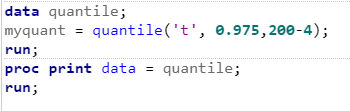 data quantile;
myquant = quantile('t', 0.975,200-4);
run;
proc print data = quantile;
run;